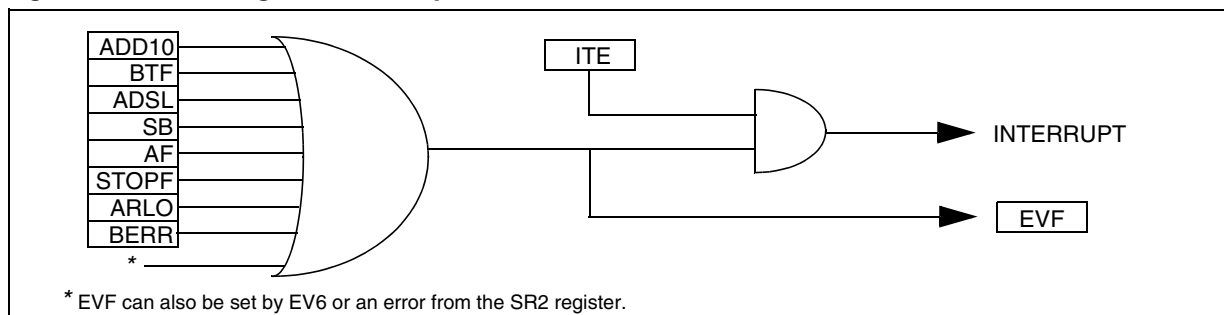 ADD10
BTF
ADSL
SB
AF
STOPF
ARLO
BERR
*
ITE
INTERRUPT
EVF
* EVF can also be set by EV6 or an error from the SR2 register.